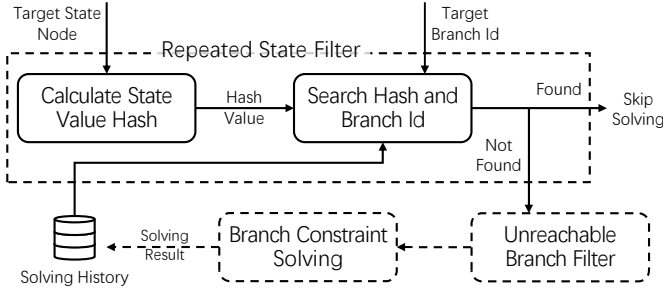 Target State
Node
Target
Branch Id
Repeated State Filter
Calculate State
Value Hash
Hash
Value
Search Hash and
Branch Id
Found
Skip
Solving
Not
Found
Solving History
Solving
Result
Branch Constraint
Solving
Unreachable
Branch Filter